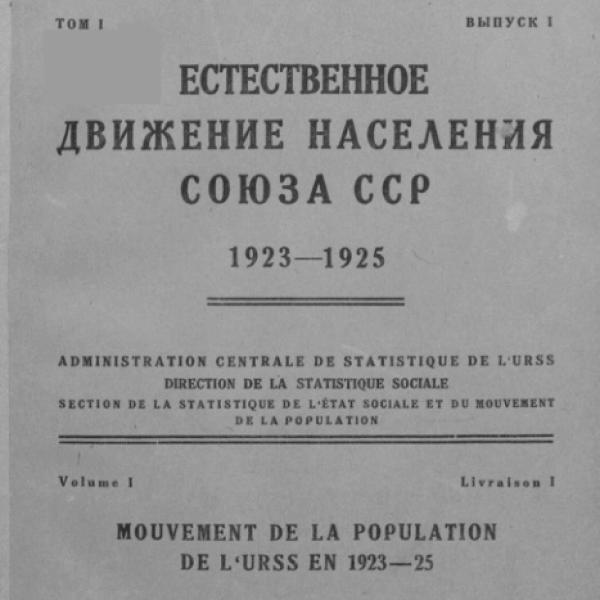 ТОМ I
ВЫПУСК I
ЕСТЕСТВЕННОЕ
ДВИЖЕНИЕ НАСЕЛЕНИЯ
СОЮЗА ССР
1923—1925
ADMINISTRATION CENTRALE DE STATISTIQUE DE L'URSS
DIRECTION DE LA STATISTIQUE SOCIALE
SECTION DE LA STATISTIQUE DE L'ÉTAT SOCIALE ET DU MOUVEMENT
DE LA POPULATION
Volume I
Livraison I
MOUVEMENT DE LA POPULATION
DE L'URSS EN 1923—25